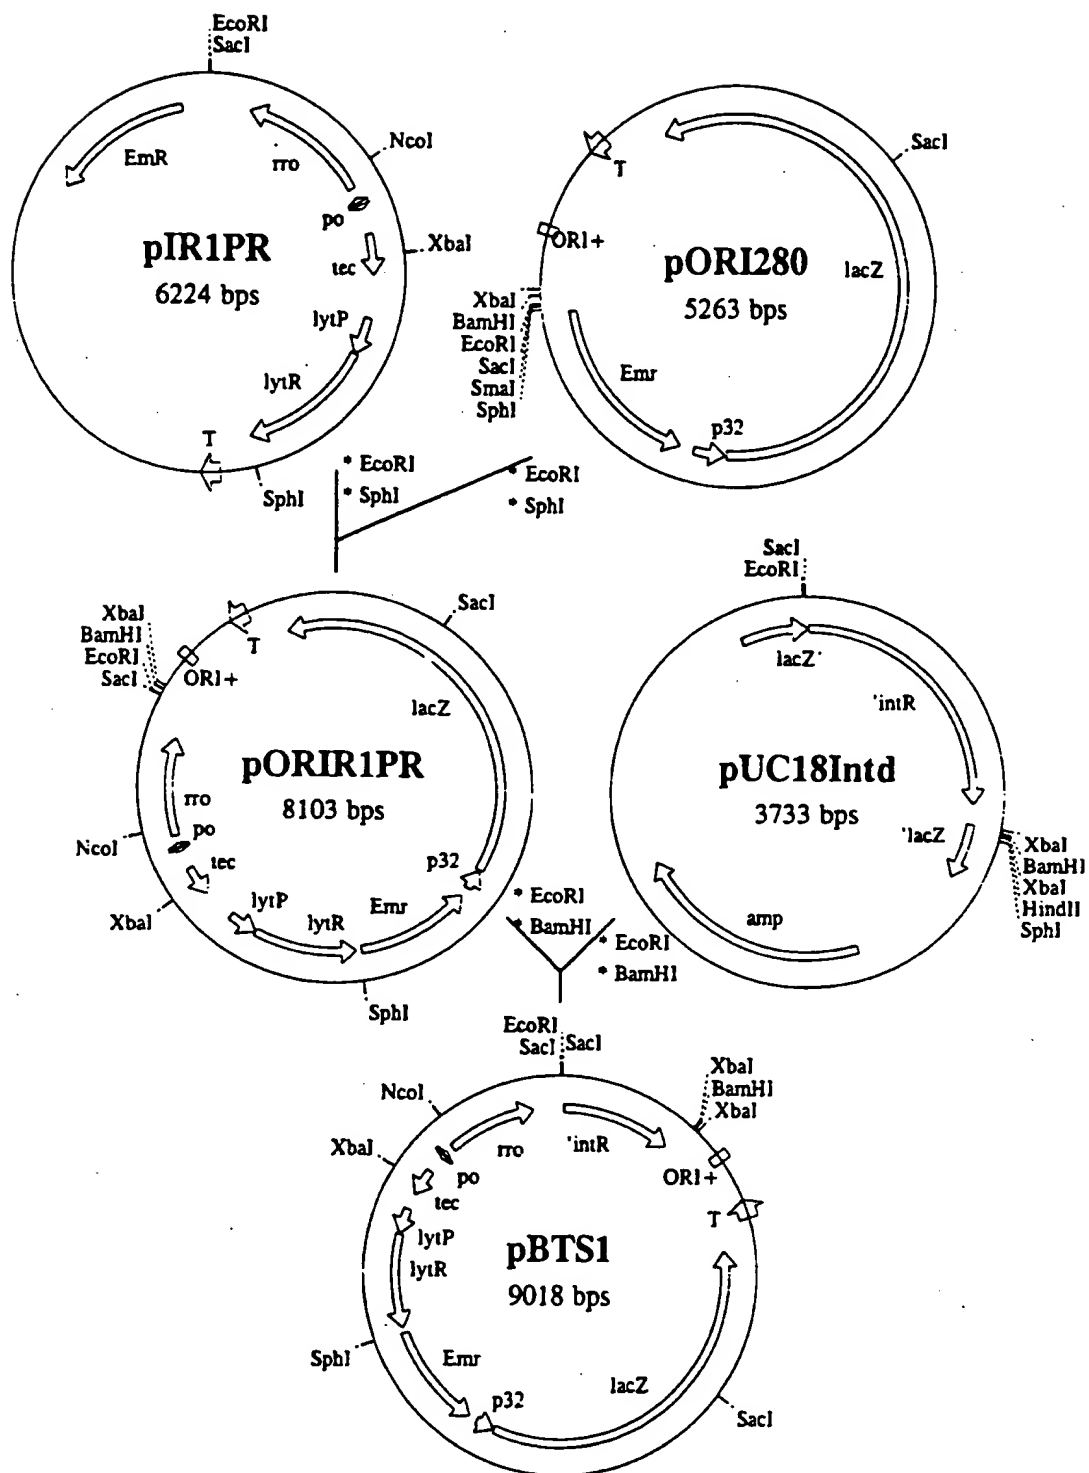 EcoRI
SacI
NcoI
EmR
rro
po
XbaI
pIR1PR
6224 bps
tec
lytP
lytR
T
SphI
SacI
T
ORI+
pORI280
5263 bps
lacZ
XbaI
BamHI
EcoRI
SacI
SmaI
SphI
Emr
p32
* EcoRI
* SphI
* EcoRI
* SphI
XbaI
BamHI
EcoRI
SacI
T
ORI+
SacI
lacZ
pORIR1PR
8103 bps
rro
po
NcoI
tec
XbaI
lytP
lytR
Emr
p32
SphI
SacI
EcoRI
lacZ'
'intR
pUC18Intd
3733 bps
'lacZ
XbaI
BamHI
XbaI
HindII
SphI
amp
* EcoRI
* BamHI
* EcoRI
* BamHI
EcoRI
SacI SacI
NcoI
XbaI
BamHI
XbaI
XbaI
rro
'intR
po
ORI+
tec
T
lytP
lytR
pBTS1
9018 bps
SphI
Emr
p32
lacZ
SacI